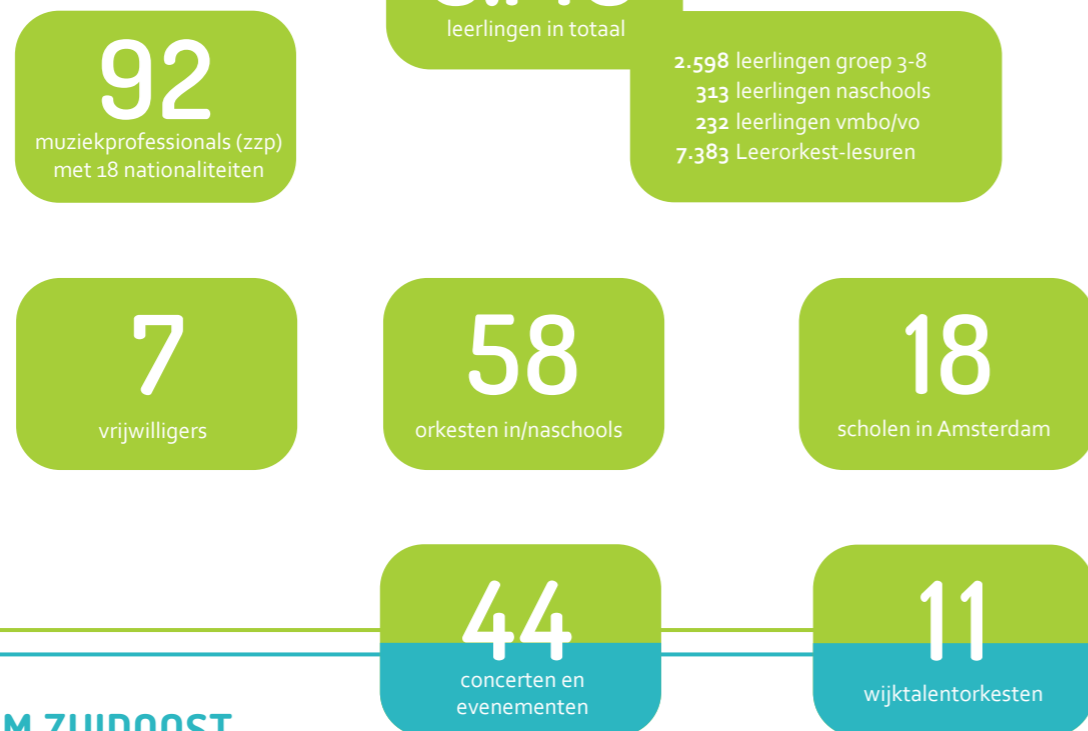 leerlingen in totaal
92
muziekprofessionals (zzp)
met 18 nationaliteiten
2.598 leerlingen groep 3-8
313 leerlingen naschools
232 leerlingen vmbo/vo
7.383 Leerorkest-lesuren
7
vrijwilligers
58
orkesten in/naschools
18
scholen in Amsterdam
44
concerten en
evenementen
11
wijktalentorkesten